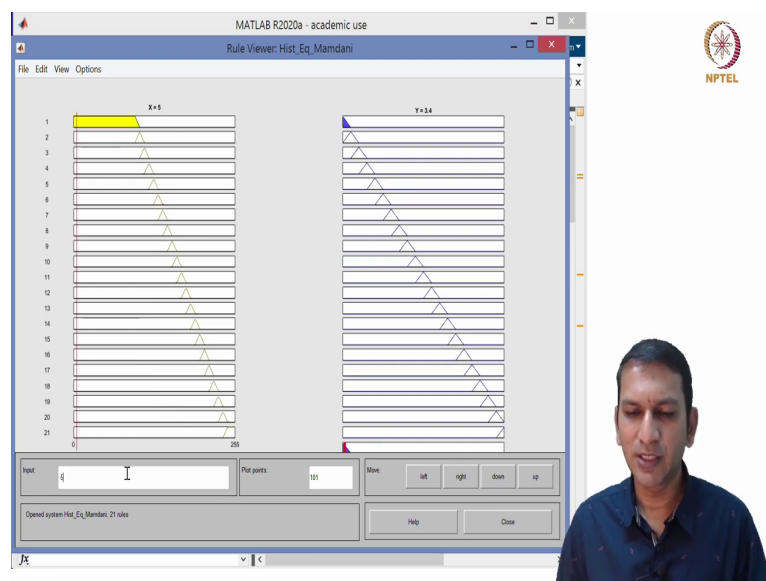 MATLAB R2020a - academic use
Rule Viewer: Hist_Eq_Mamdani
NPTEL
File Edit View Options
X = 5
Y = 3.4
1
2
3
4
5
6
7
8
9
10
11
12
13
14
15
16
17
18
19
20
21
0
255
Input:
5
Plot points:
101
Move:
left
right
down
up
Opened system Hist_Eq_Mamdani, 21 rules
Help
Close
fx